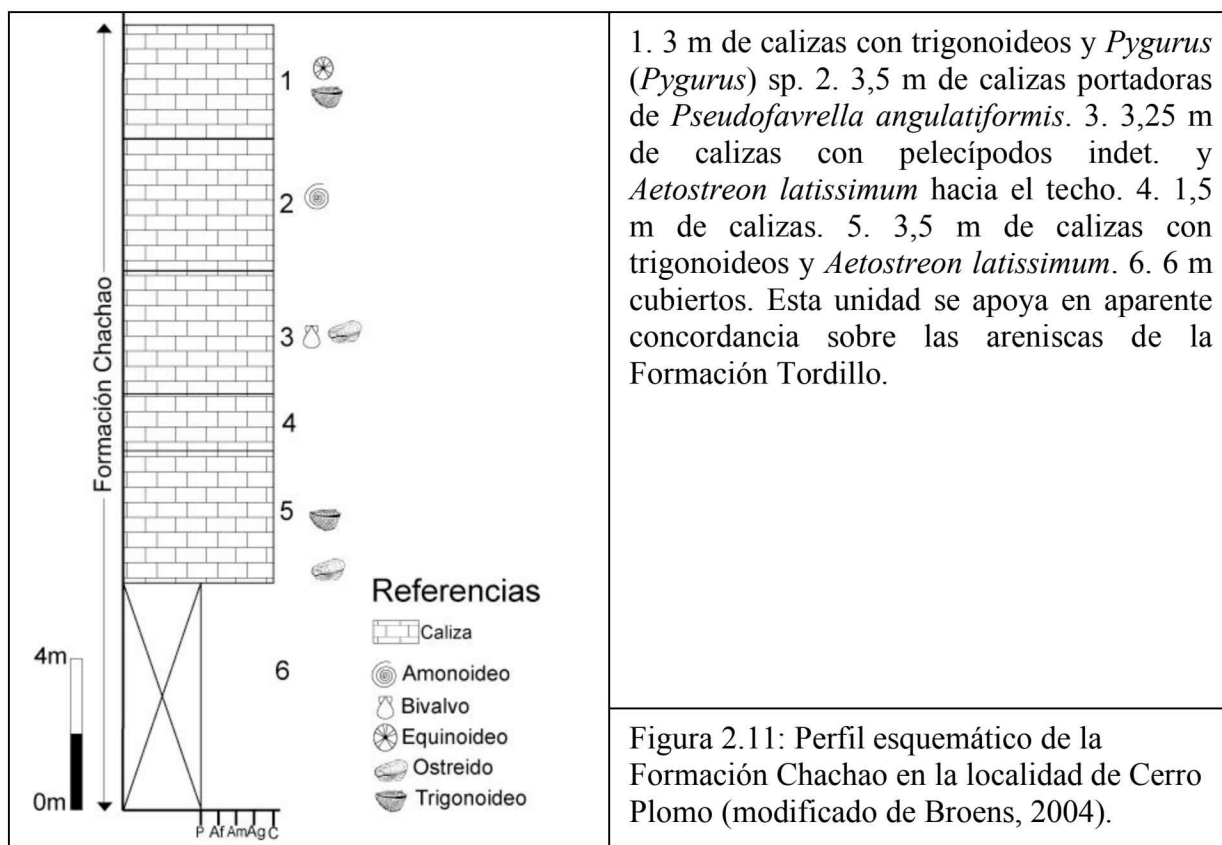 Formación Chachao
1
2
3
4
5
6
4m
0m
P Af Am Ag C
Referencias
Caliza
Amonoideo
Bivalvo
Equinoideo
Ostreido
Trigonoideo
1. 3 m de calizas con trigonoideos y Pygurus
(Pygurus) sp. 2. 3,5 m de calizas portadoras
de Pseudofavrella angulatiformis. 3. 3,25 m
de calizas con pelecípodos indet. y
Aetostreon latissimum hacia el techo. 4. 1,5
m de calizas. 5. 3,5 m de calizas con
trigonoideos y Aetostreon latissimum. 6. 6 m
cubiertos. Esta unidad se apoya en aparente
concordancia sobre las areniscas de la
Formación Tordillo.
Figura 2.11: Perfil esquemático de la
Formación Chachao en la localidad de Cerro
Plomo (modificado de Broens, 2004).